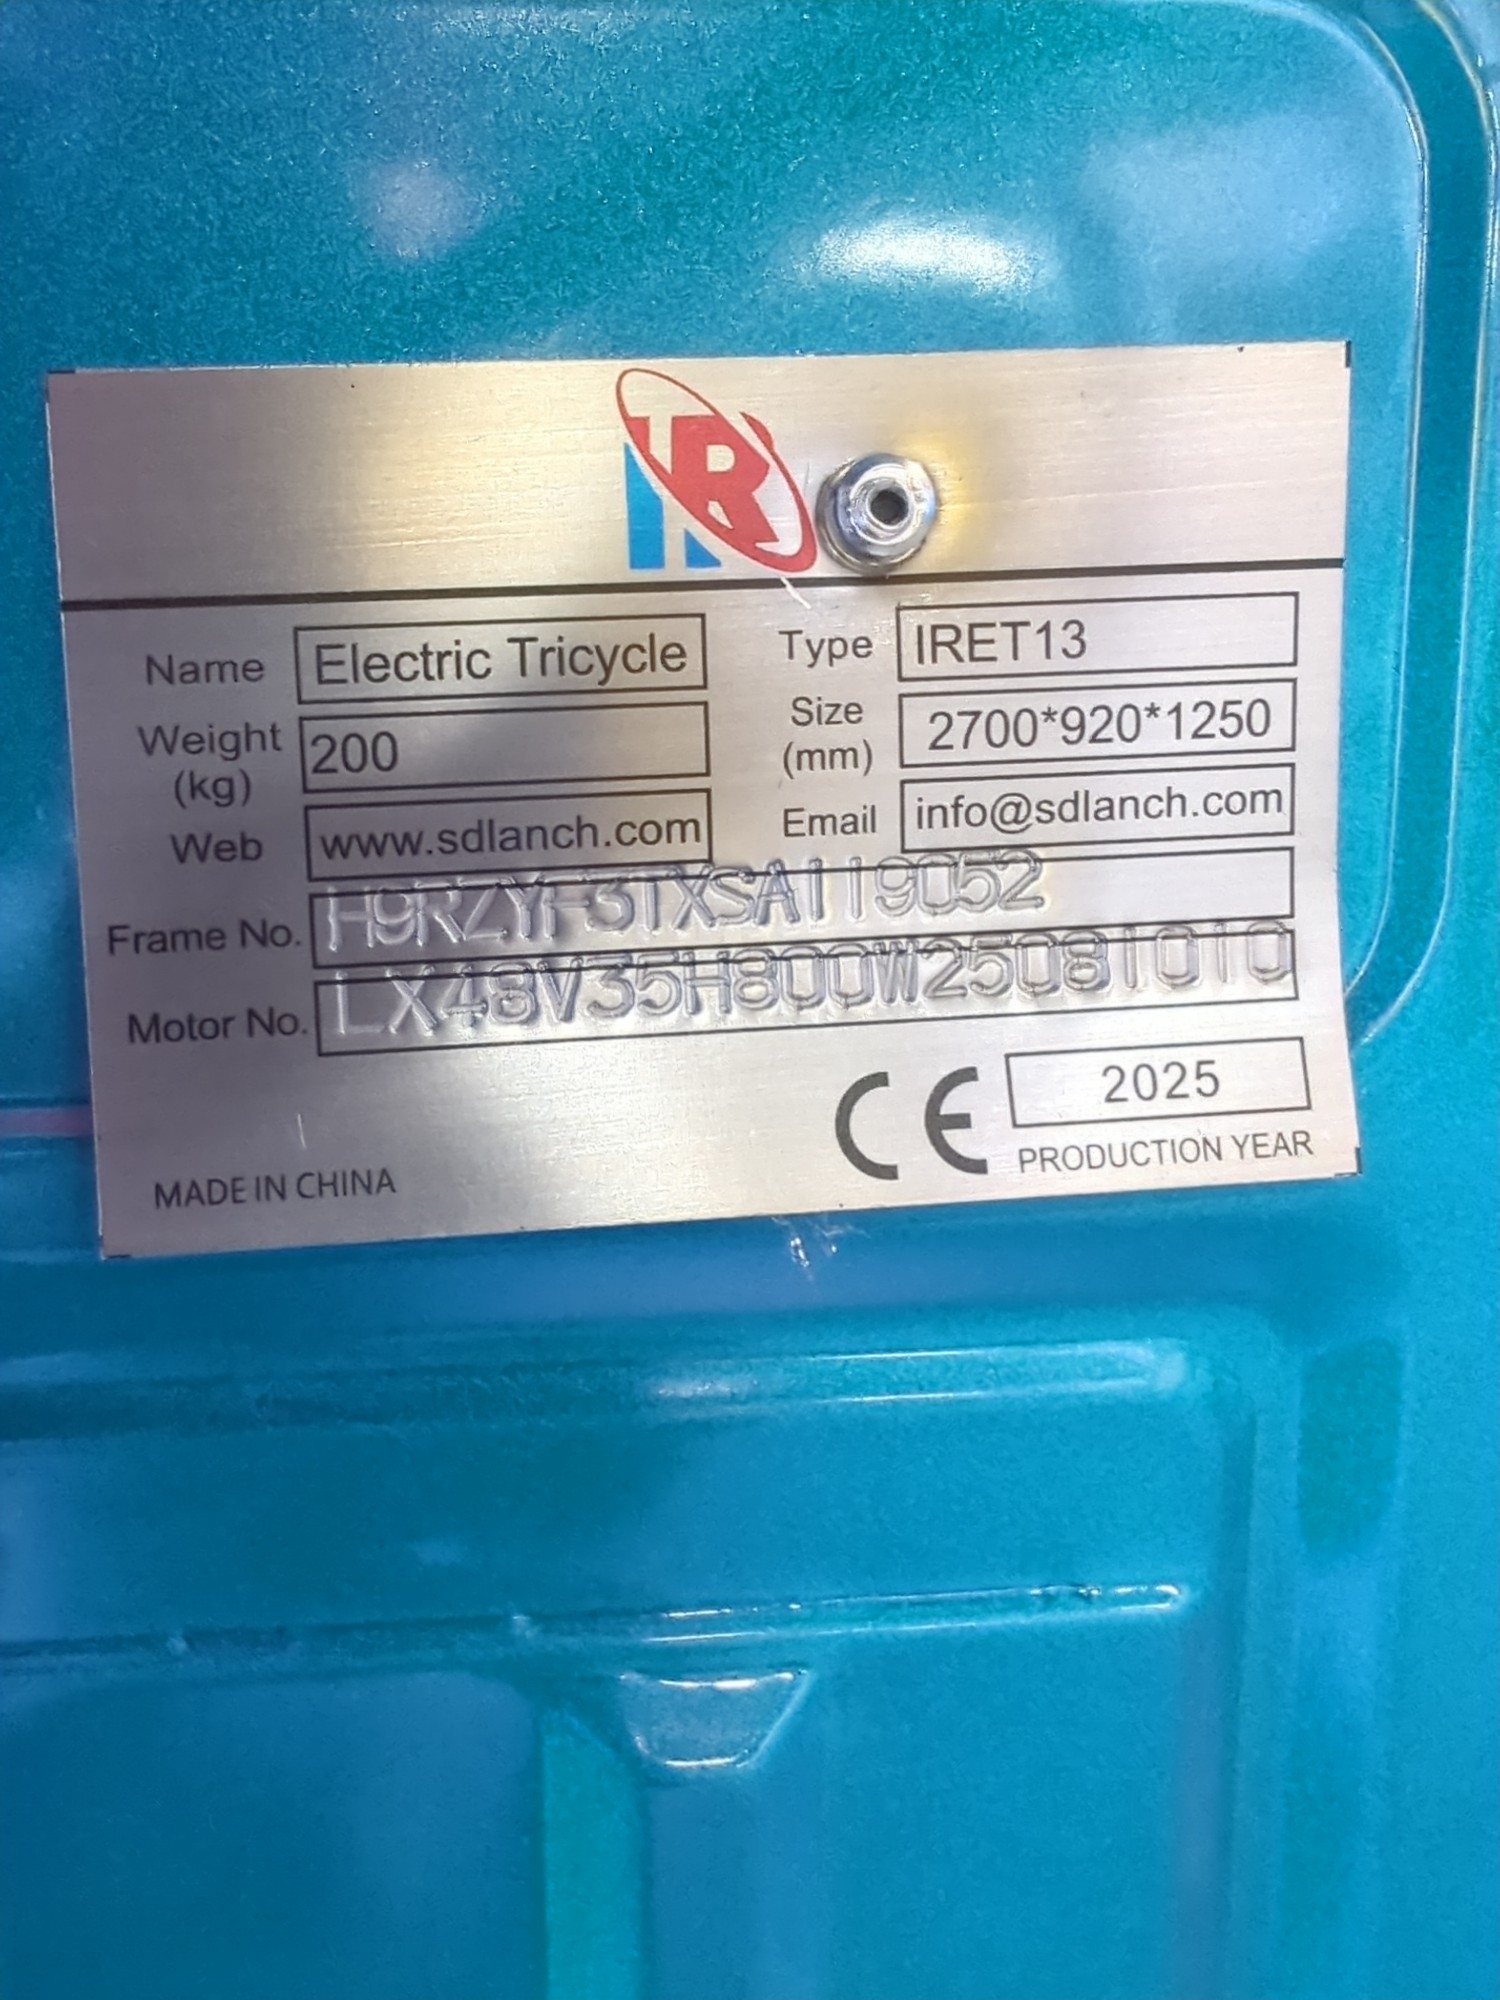 R
Name Electric Tricycle Type IRET13
Weight (kg) 200 Size (mm) 2700*920*1250
Web www.sdlanch.com Email info@sdlanch.com
Frame No. H9RZYF3TXSA119052
Motor No. LX48V35H800W25081010
CE 2025
PRODUCTION YEAR
MADE IN CHINA